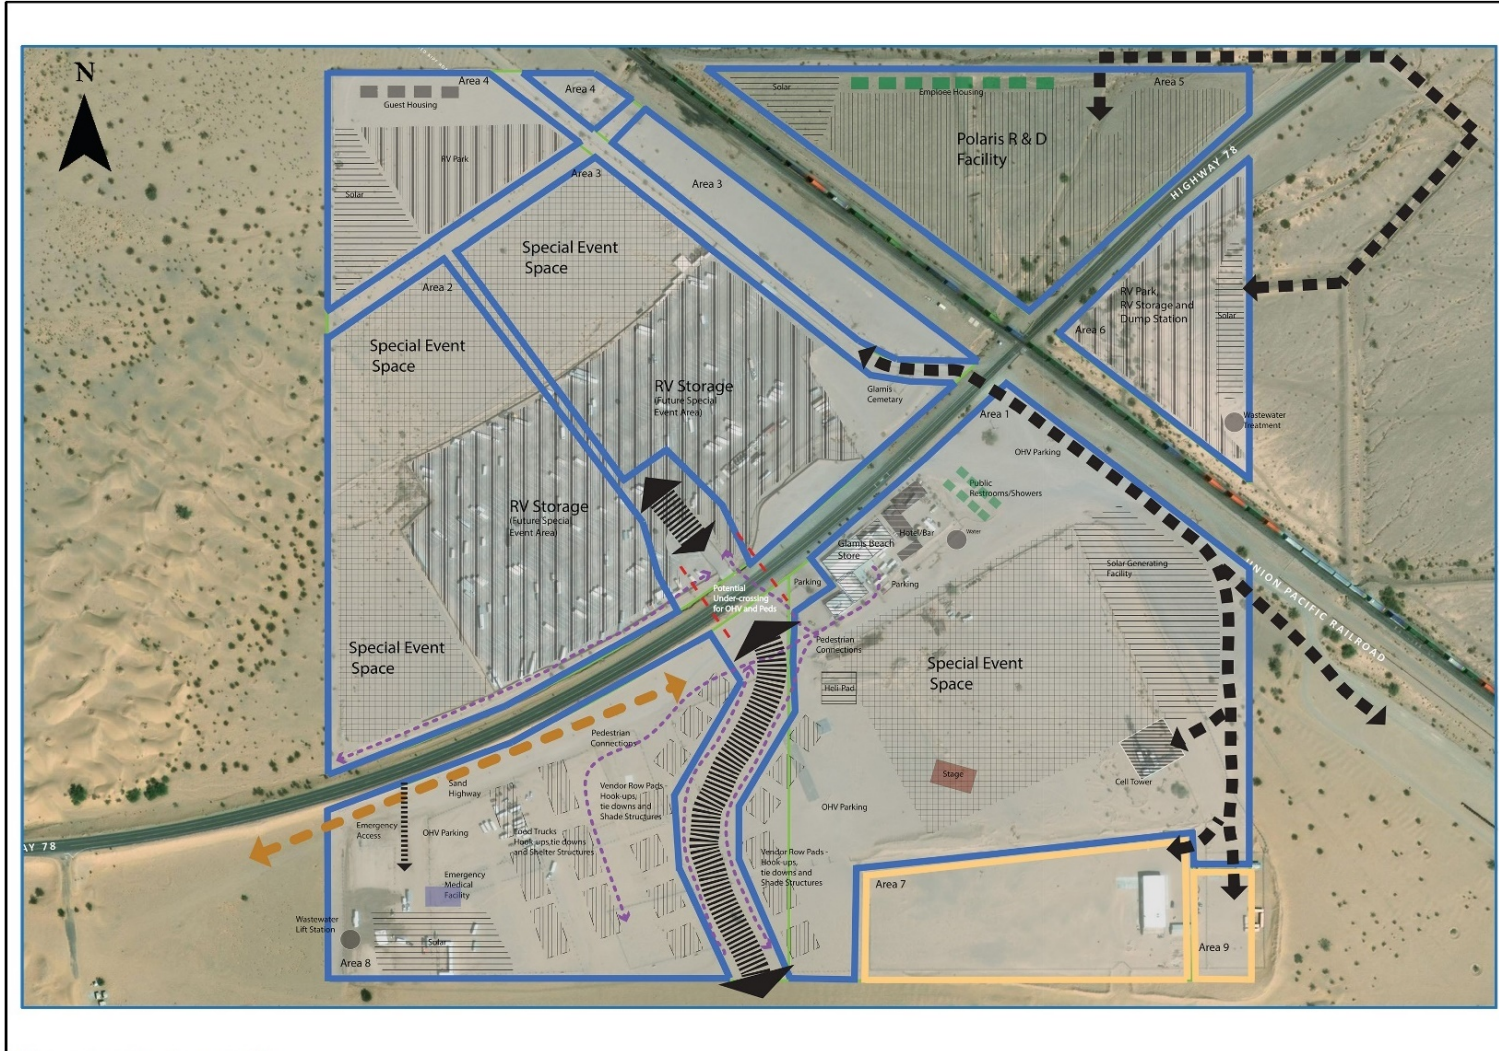 N
Area 4
Guest Housing
RV Park
Solar
Area 4
Area 3
Area 3
Solar
Emploee Housing
Area 5
Polaris R & D
Facility
HIGHWAY 78
Special Event
Space
Area 2
Special Event
Space
RV Park,
RV Storage and
Dump Station
Solar
Area 6
Wastewater
Treatment
RV Storage
(Future Special
Event Area)
Glamis
Cemetary
Area 1
OHV Parking
Public
Restrooms/Showers
RV Storage
(Future Special
Event Area)
Glamis Beach
Store
Hotel/Bar
Water
Solar Generating
Facility
Potential
Under-crossing
for OHV and Peds
Parking
Parking
UNION PACIFIC RAILROAD
Special Event
Space
Pedestrian
Connections
Heli-Pad
Special Event
Space
Pedestrian
Connections
Stage
Cell Tower
Sand
Highway
Vendor Row Pads -
Hook-ups,
tie downs and
Shade Structures
OHV Parking
Emergency
Access
OHV Parking
Food Trucks
Hook ups,tie downs
and Shelter Structures
AY 78
Vendor Row Pads -
Hook-ups,
tie downs and
Shade Structures
Emergency
Medical
Facility
Area 7
Wastewater
Lift Station
Solar
Area 8
Area 9